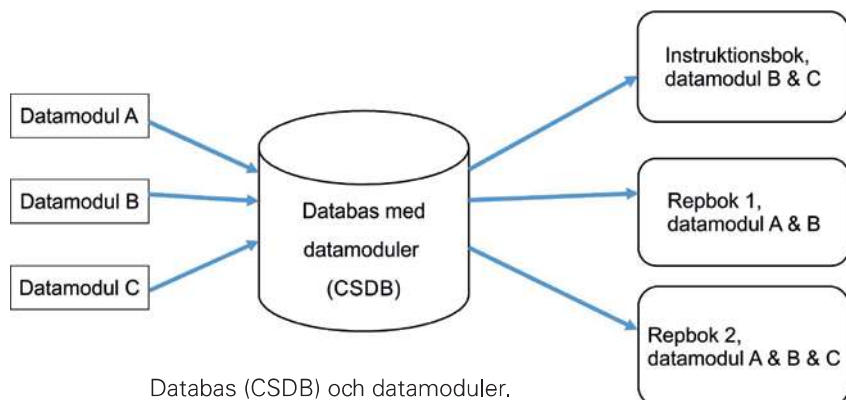 Datamodul A
Datamodul B
Datamodul C
Databas med
datamoduler
(CSDB)
Instruktionsbok,
datamodul B & C
Repbok 1,
datamodul A & B
Repbok 2,
datamodul A & B & C
Databas (CSDB) och datamoduler.